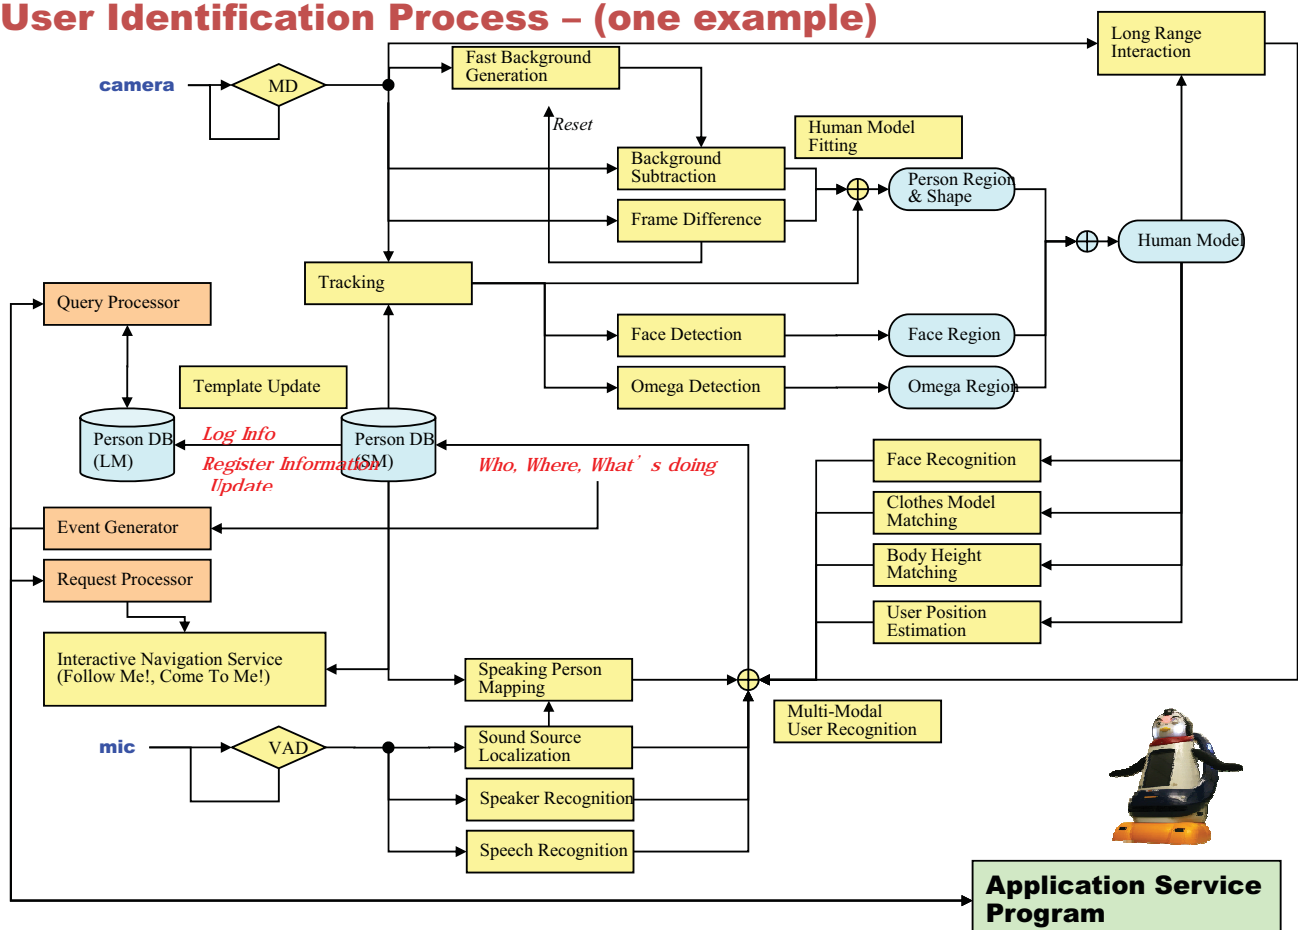 User Identification Process – (one example)
Long Range
Interaction
Fast Background
Generation
camera
MD
Reset
Human Model
Fitting
Background
Subtraction
Person Region
& Shape
Frame Difference
Human Model
Tracking
Query Processor
Face Detection
Face Region
Template Update
Omega Detection
Omega Region
Person DB
(LM)
Log Info
Register Information
Update
Person DB
(SM)
Who, Where, What's doing
Face Recognition
Clothes Model
Matching
Event Generator
Body Height
Matching
Request Processor
User Position
Estimation
Interactive Navigation Service
(Follow Me!, Come To Me!)
Speaking Person
Mapping
Multi-Modal
User Recognition
mic
VAD
Sound Source
Localization
Speaker Recognition
Speech Recognition
Application Service
Program